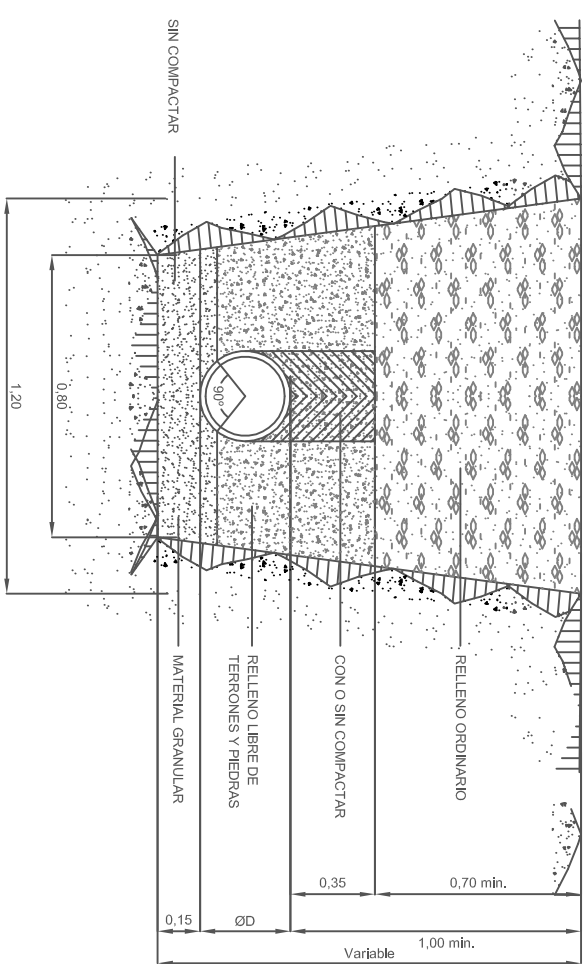 SIN COMPACTAR
RELLENO ORDINARIO
CON O SIN COMPACTAR
RELLENO LIBRE DE
TERRONES Y PIEDRAS
MATERIAL GRANULAR
90°
0,80
1,20
0,70 min.
0,35
ØD
0,15
1,00 min.
Variable